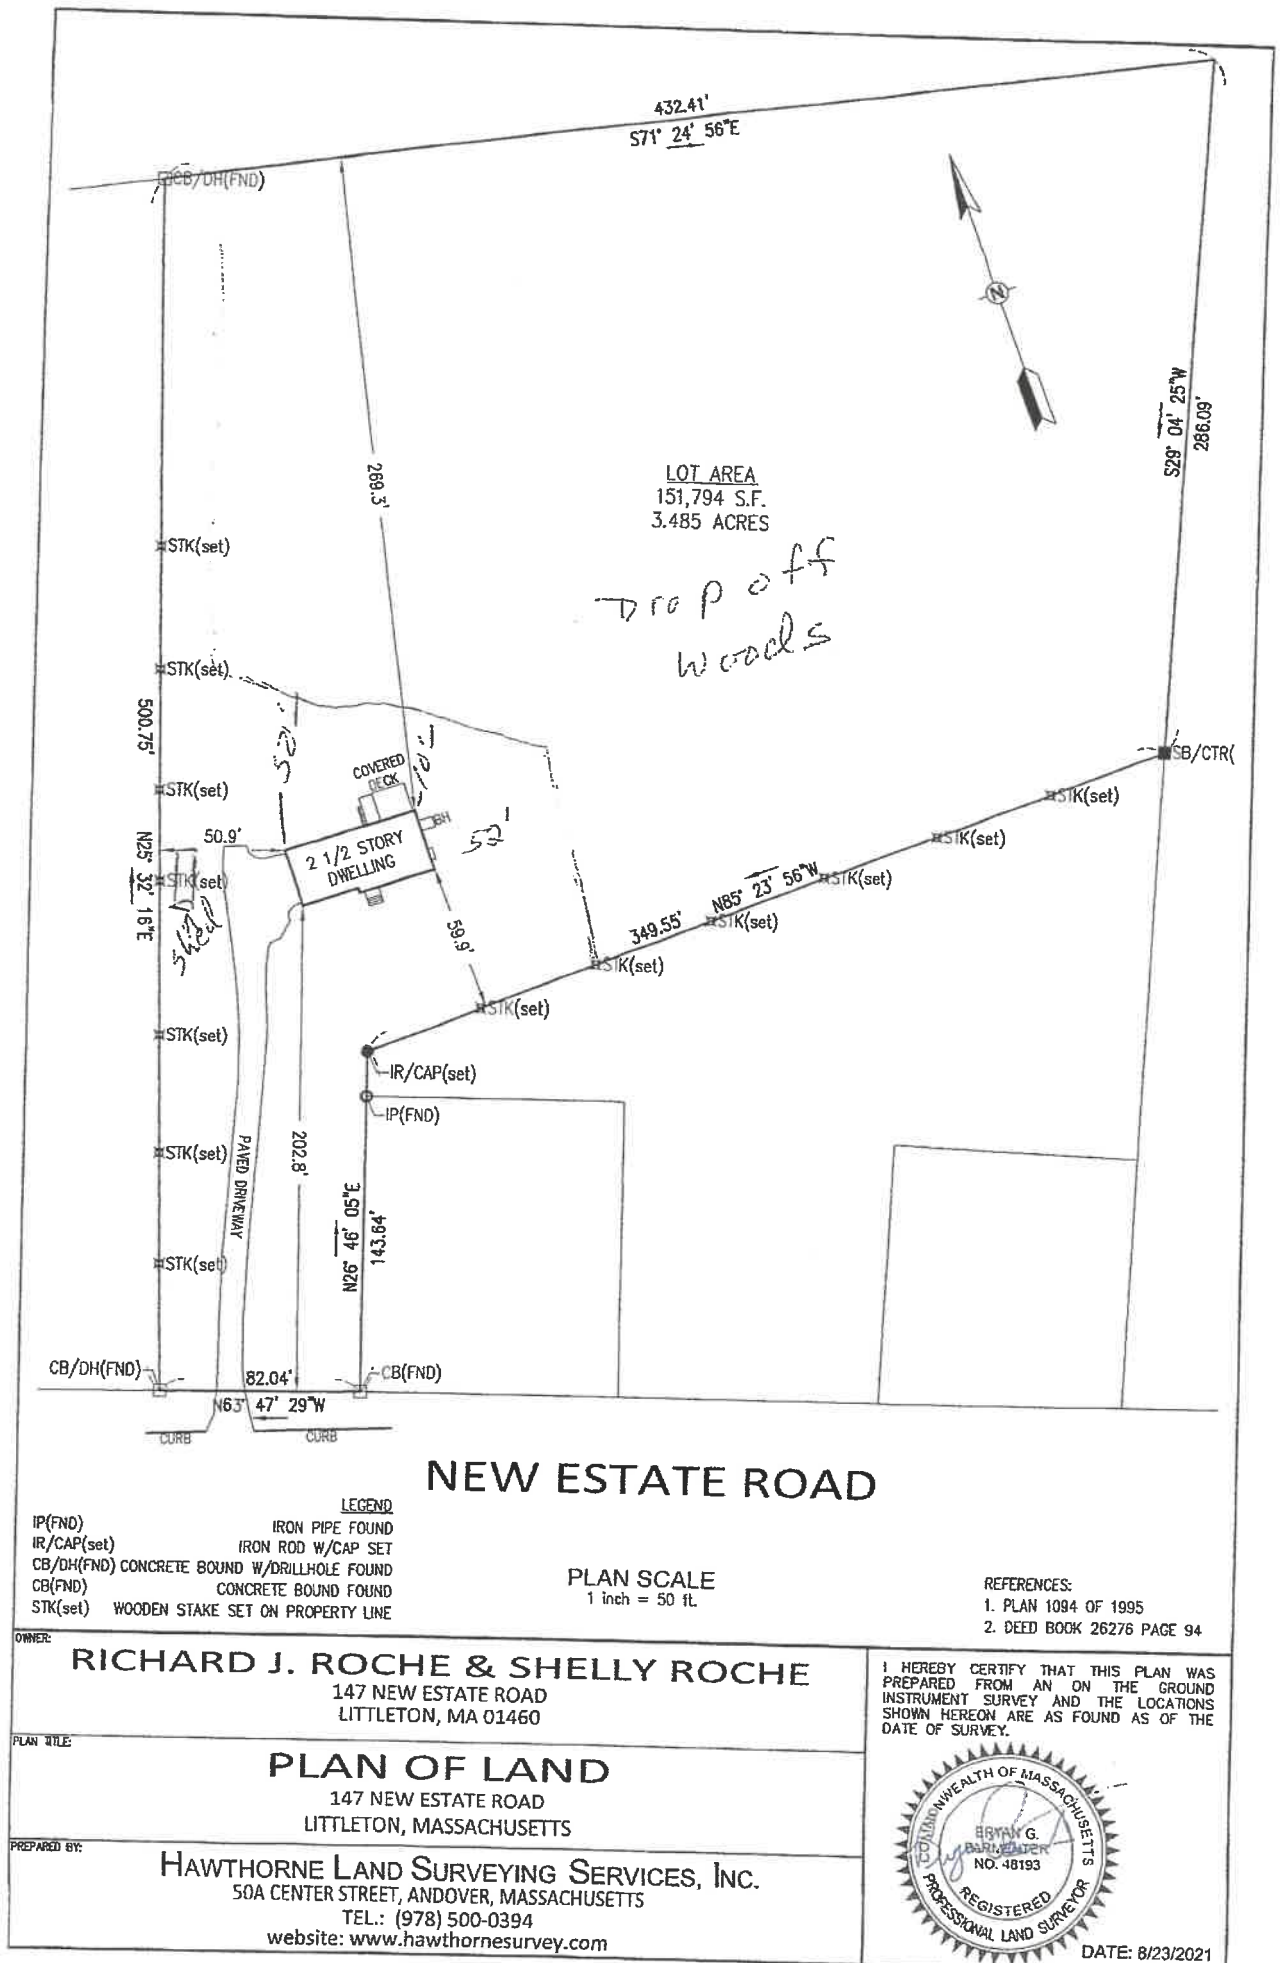 432.41'
S71° 24' 56"E
CB/DH(FND)
N
S29° 04' 25"W
286.09'
269.3'
LOT AREA
151,794 S.F.
3.485 ACRES
Drop off
Woods
STK(set)
STK(set)
500.75'
N25° 32' 16"E
STK(set)
50.9'
STK(set)
shed
COVERED
DECK
BH
2 1/2 STORY
DWELLING
52'
59.9'
SB/CTR(
STK(set)
STK(set)
STK(set)
N85° 23' 56"W
349.55'
STK(set)
STK(set)
STK(set)
IR/CAP(set)
IP(FND)
STK(set)
STK(set)
STK(set)
PAVED DRIVEWAY
202.8'
N26° 46' 05"E
143.64'
CB/DH(FND)
82.04'
CB(FND)
N63° 47' 29"W
CURB
CURB
NEW ESTATE ROAD
LEGEND
IP(FND) IRON PIPE FOUND
IR/CAP(set) IRON ROD W/CAP SET
CB/DH(FND) CONCRETE BOUND W/DRILLHOLE FOUND
CB(FND) CONCRETE BOUND FOUND
STK(set) WOODEN STAKE SET ON PROPERTY LINE
PLAN SCALE
1 inch = 50 ft.
REFERENCES:
1. PLAN 1094 OF 1995
2. DEED BOOK 26276 PAGE 94
OWNER:
RICHARD J. ROCHE & SHELLY ROCHE
147 NEW ESTATE ROAD
LITTLETON, MA 01460
PLAN TITLE:
PLAN OF LAND
147 NEW ESTATE ROAD
LITTLETON, MASSACHUSETTS
PREPARED BY:
HAWTHORNE LAND SURVEYING SERVICES, INC.
50A CENTER STREET, ANDOVER, MASSACHUSETTS
TEL.: (978) 500-0394
website: www.hawthornesurvey.com
I HEREBY CERTIFY THAT THIS PLAN WAS
PREPARED FROM AN ON THE GROUND
INSTRUMENT SURVEY AND THE LOCATIONS
SHOWN HEREON ARE AS FOUND AS OF THE
DATE OF SURVEY.
COMMONWEALTH OF MASSACHUSETTS
BRYAN G.
PARMENTER
NO. 48193
REGISTERED
PROFESSIONAL LAND SURVEYOR
DATE: 8/23/2021